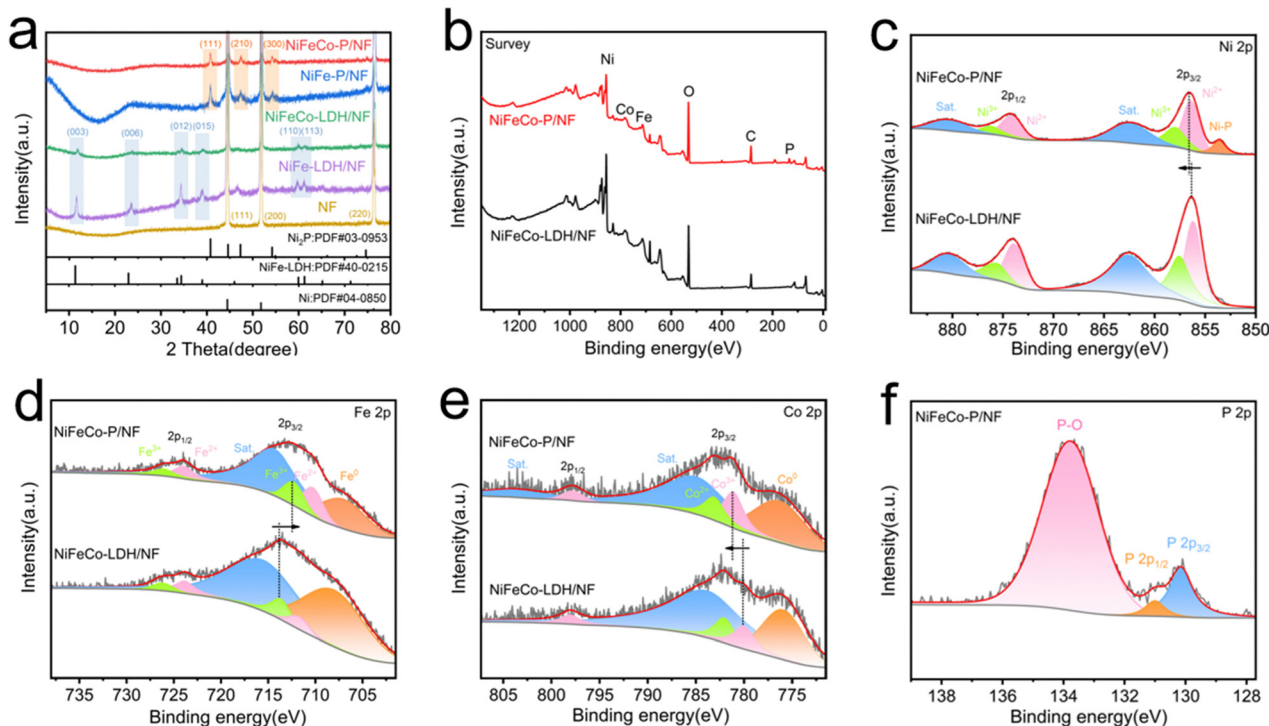 a
Intensity(a.u.)
(111) (210) (300) NiFeCo-P/NF
NiFe-P/NF
NiFeCo-LDH/NF
(003) (006) (012) (015) (110)(113)
NiFe-LDH/NF
NF
(111) (200) (220)
Ni₂P:PDF#03-0953
NiFe-LDH:PDF#40-0215
Ni:PDF#04-0850
10 20 30 40 50 60 70 80
2 Theta(degree)
b
Intensity(a.u.)
Survey
Ni
O
Co
Fe
C
P
NiFeCo-P/NF
NiFeCo-LDH/NF
1200 1000 800 600 400 200 0
Binding energy(eV)
c
Intensity(a.u.)
Ni 2p
NiFeCo-P/NF
2p₃/₂
Sat. Ni³⁺ 2p₁/₂ Ni²⁺ Sat. Ni³⁺ Ni²⁺
Ni-P
NiFeCo-LDH/NF
880 875 870 865 860 855 850
Binding energy(eV)
d
Intensity(a.u.)
Fe 2p
NiFeCo-P/NF
2p₁/₂ 2p₃/₂
Fe³⁺ Fe²⁺ Sat. Fe³⁺ Fe²⁺ Fe⁰
NiFeCo-LDH/NF
735 730 725 720 715 710 705
Binding energy(eV)
e
Intensity(a.u.)
Co 2p
NiFeCo-P/NF
2p₃/₂
Sat. 2p₁/₂ Sat. Co²⁺ Co³⁺ Co⁰
NiFeCo-LDH/NF
805 800 795 790 785 780 775
Binding energy(eV)
f
Intensity(a.u.)
P 2p
NiFeCo-P/NF
P-O
P 2p₁/₂ P 2p₃/₂
138 136 134 132 130 128
Binding energy(eV)